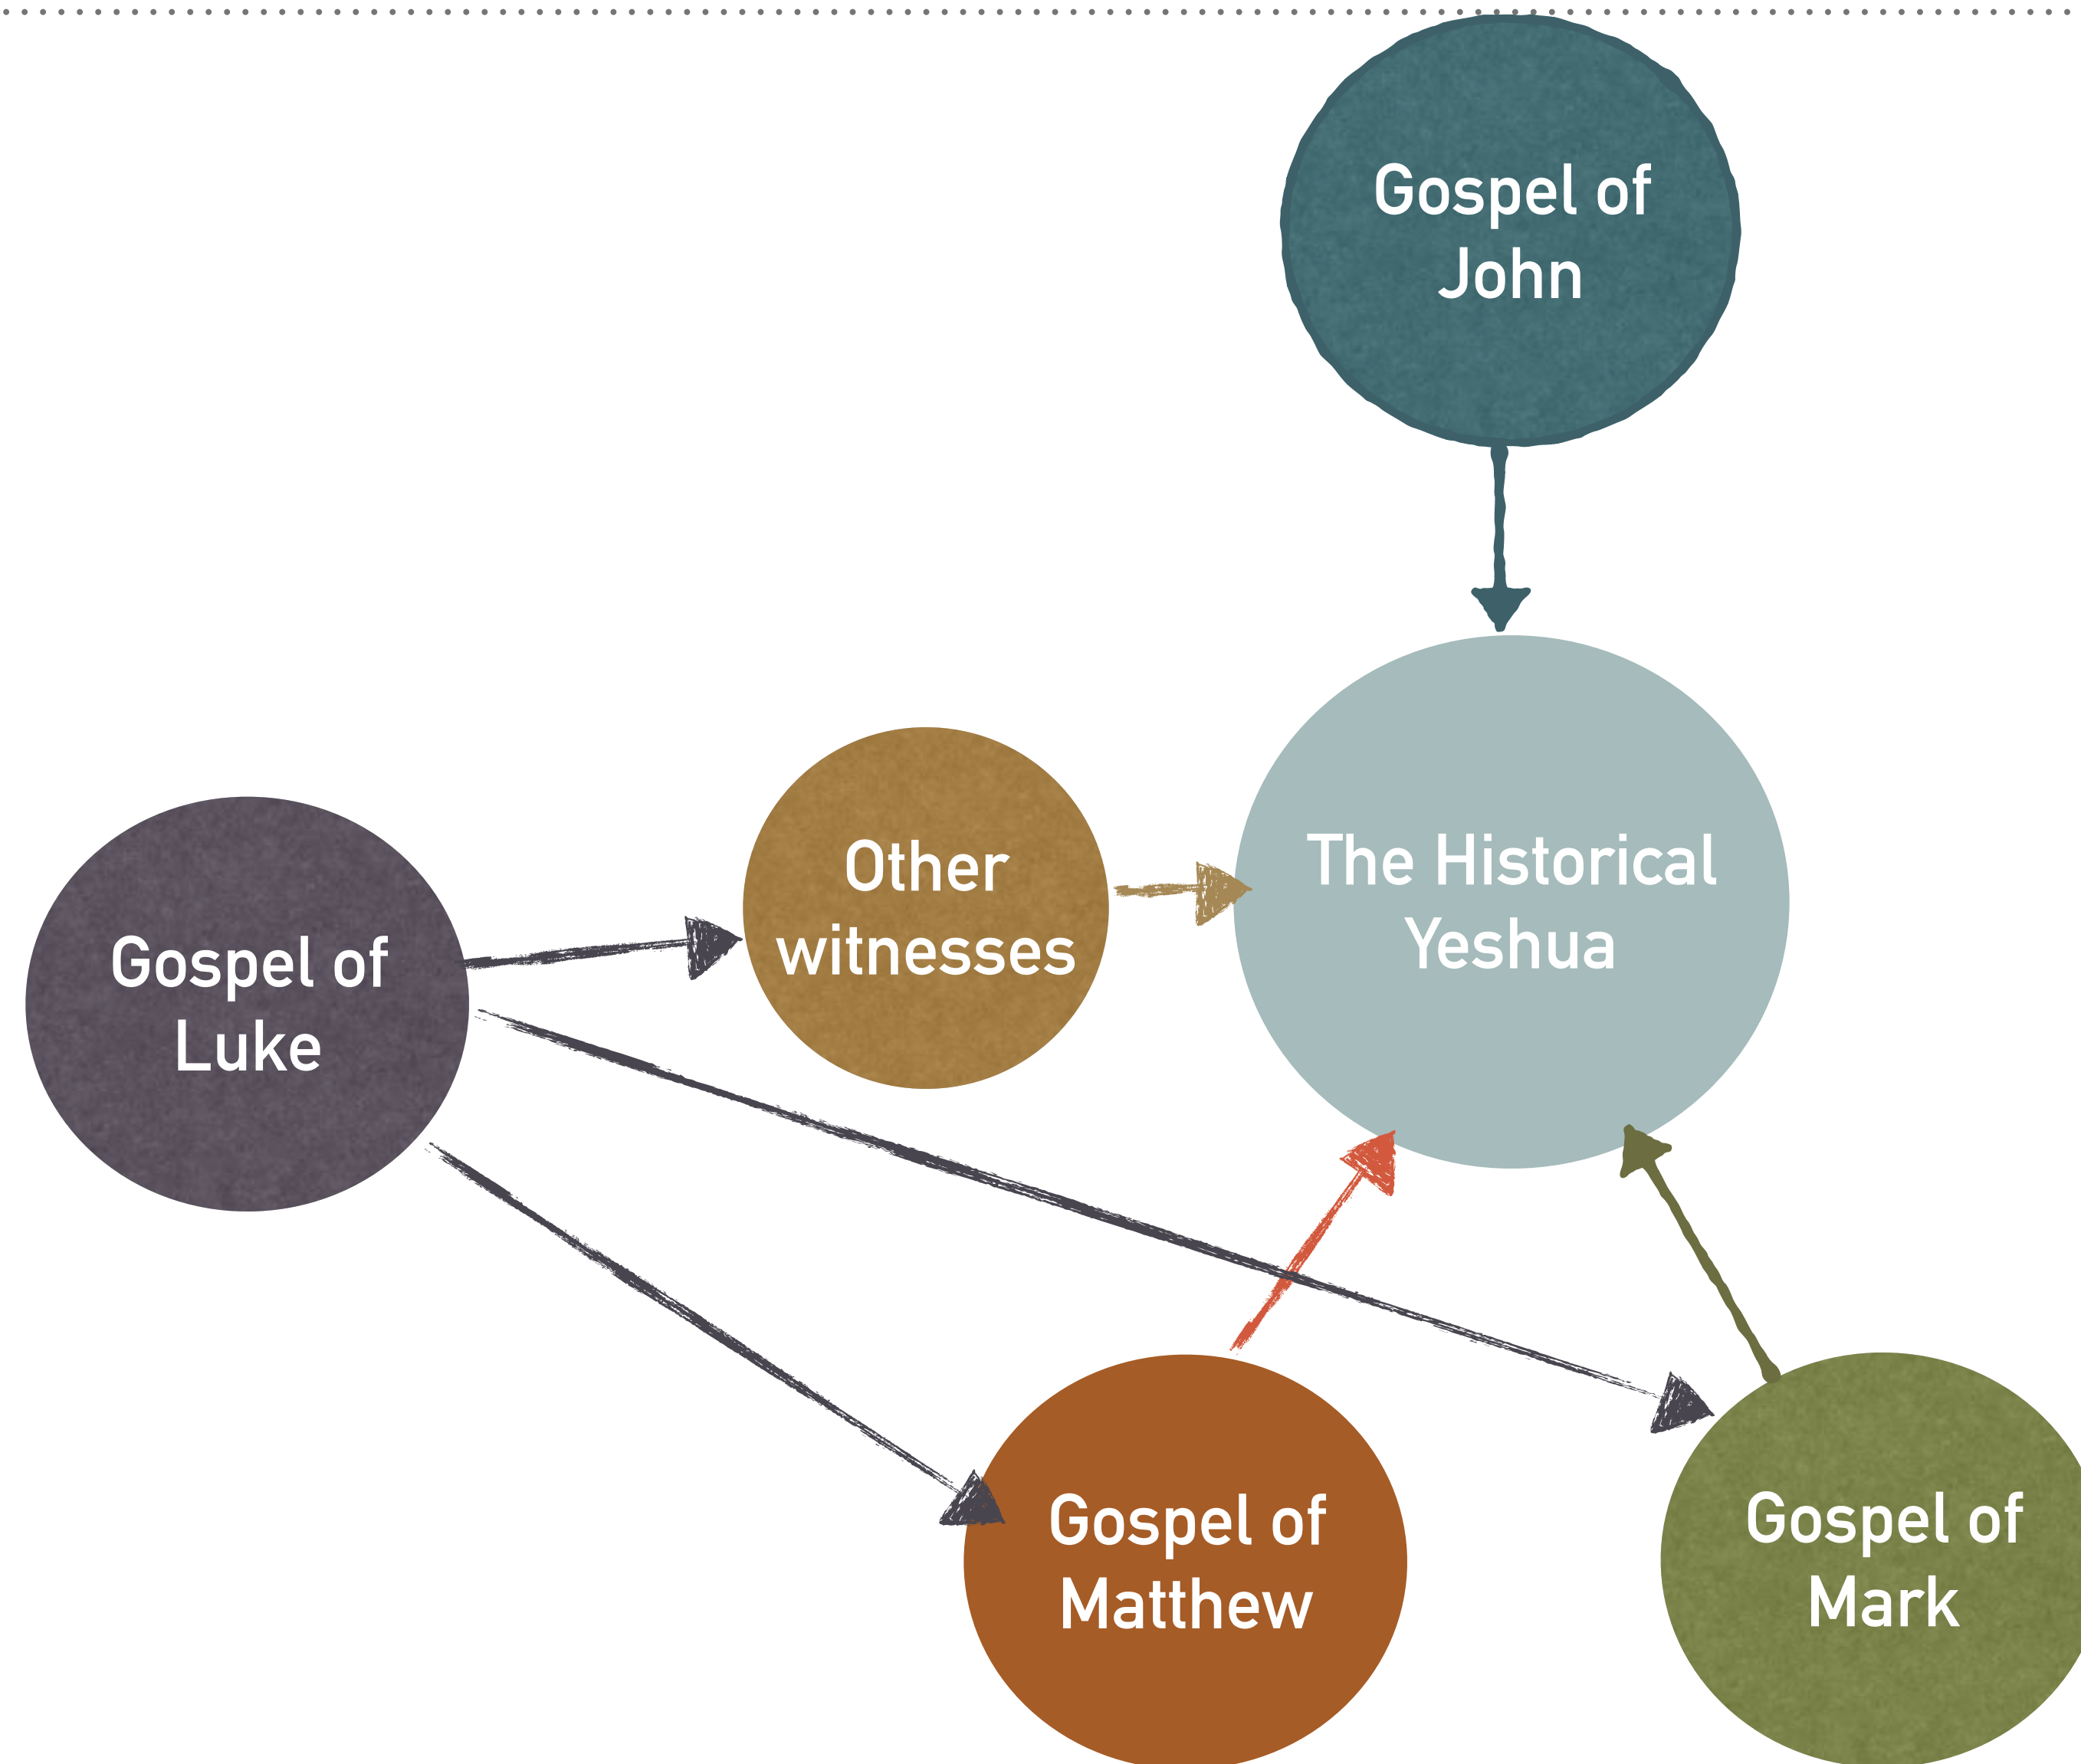 Gospel of
John
Other
witnesses
The Historical
Yeshua
Gospel of
Luke
Gospel of
Matthew
Gospel of
Mark